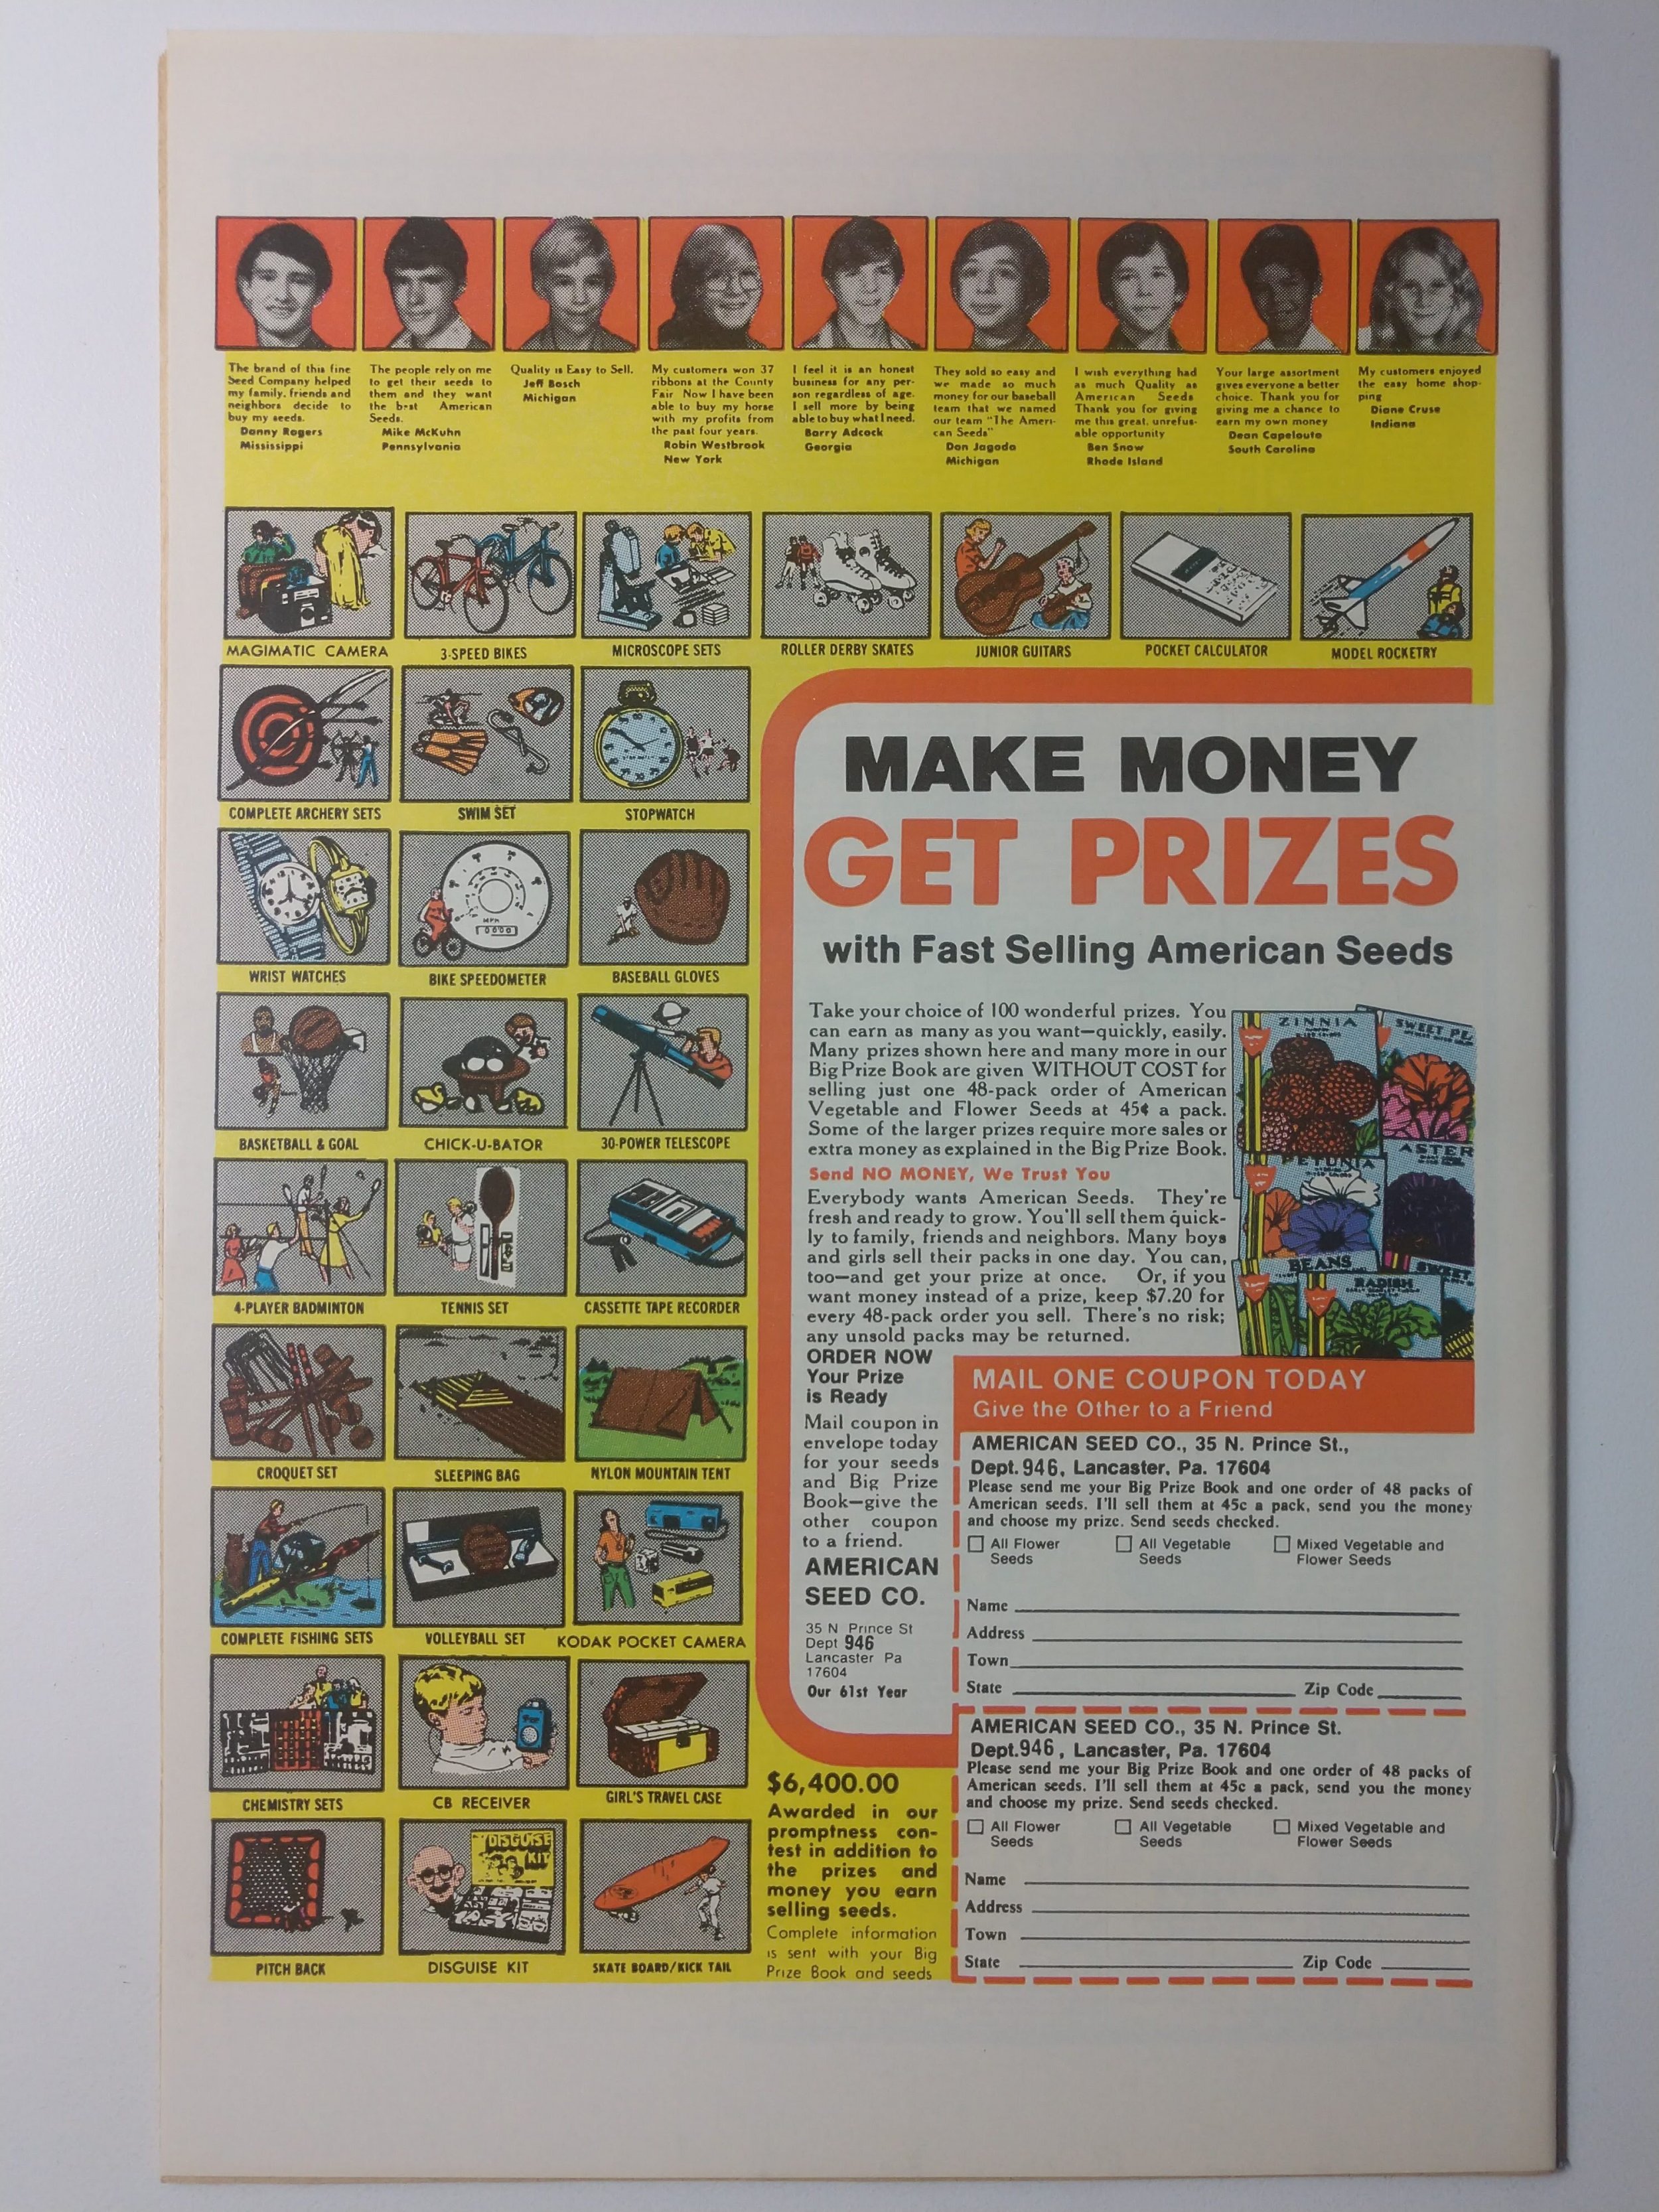 The brand of this fine
Seed Company helped
my family, friends and
neighbors decide to
buy my seeds.
Danny Rogers
Mississippi
The people rely on me
to get their seeds to
them and they want
the best American
Seeds.
Mike McKuhn
Pennsylvania
Quality is Easy to Sell.
Jeff Bosch
Michigan
My customers won 37
ribbons at the County
Fair Now I have been
able to buy my horse
with my profits from
the past four years.
Robin Westbrook
New York
I feel it is an honest
business for any per-
son regardless of age.
I sell more by being
able to buy what I need.
Barry Adcock
Georgia
They sold so easy and
we made so much
money for our baseball
team that we named
our team "The Ameri-
can Seeds"
Don Jagoda
Michigan
I wish everything had
as much Quality as
American Seeds
Thank you for giving
me this great, unrefus-
able opportunity
Ben Snow
Rhode Island
Your large assortment
gives everyone a better
choice. Thank you for
giving me a chance to
earn my own money
Dean Capelouto
South Carolina
My customers enjoyed
the easy home shop-
ping
Diane Cruse
Indiana
MAGIMATIC CAMERA
3-SPEED BIKES
MICROSCOPE SETS
ROLLER DERBY SKATES
JUNIOR GUITARS
POCKET CALCULATOR
MODEL ROCKETRY
COMPLETE ARCHERY SETS
SWIM SET
STOPWATCH
WRIST WATCHES
MPH
BIKE SPEEDOMETER
BASEBALL GLOVES
BASKETBALL & GOAL
CHICK-U-BATOR
30-POWER TELESCOPE
4-PLAYER BADMINTON
TENNIS SET
CASSETTE TAPE RECORDER
CROQUET SET
SLEEPING BAG
NYLON MOUNTAIN TENT
COMPLETE FISHING SETS
VOLLEYBALL SET
KODAK POCKET CAMERA
CHEMISTRY SETS
CB RECEIVER
GIRL'S TRAVEL CASE
PITCH BACK
DISGUISE
KIT
DISGUISE KIT
SKATE BOARD/KICK TAIL
MAKE MONEY
GET PRIZES
with Fast Selling American Seeds
Take your choice of 100 wonderful prizes. You
can earn as many as you want—quickly, easily.
Many prizes shown here and many more in our
Big Prize Book are given WITHOUT COST for
selling just one 48-pack order of American
Vegetable and Flower Seeds at 45¢ a pack.
Some of the larger prizes require more sales or
extra money as explained in the Big Prize Book.
Send NO MONEY, We Trust You
Everybody wants American Seeds. They're
fresh and ready to grow. You'll sell them quick-
ly to family, friends and neighbors. Many boys
and girls sell their packs in one day. You can,
too—and get your prize at once. Or, if you
want money instead of a prize, keep $7.20 for
every 48-pack order you sell. There's no risk;
any unsold packs may be returned.
ZINNIA
SWEET PE
ASTER
PETUNIA
BEANS
SWEET
RADISH
ORDER NOW
Your Prize
is Ready
Mail coupon in
envelope today
for your seeds
and Big Prize
Book—give the
other coupon
to a friend.
AMERICAN
SEED CO.
35 N Prince St
Dept 946
Lancaster Pa
17604
Our 61st Year
MAIL ONE COUPON TODAY
Give the Other to a Friend
AMERICAN SEED CO., 35 N. Prince St.,
Dept. 946, Lancaster, Pa. 17604
Please send me your Big Prize Book and one order of 48 packs of
American seeds. I'll sell them at 45c a pack, send you the money
and choose my prize. Send seeds checked.
All Flower Seeds All Vegetable Seeds Mixed Vegetable and Flower Seeds
Name
Address
Town
State Zip Code
AMERICAN SEED CO., 35 N. Prince St.
Dept.946, Lancaster, Pa. 17604
Please send me your Big Prize Book and one order of 48 packs of
American seeds. I'll sell them at 45c a pack, send you the money
and choose my prize. Send seeds checked.
All Flower Seeds All Vegetable Seeds Mixed Vegetable and Flower Seeds
Name
Address
Town
State Zip Code
$6,400.00
Awarded in our
promptness con-
test in addition to
the prizes and
money you earn
selling seeds.
Complete information
is sent with your Big
Prize Book and seeds